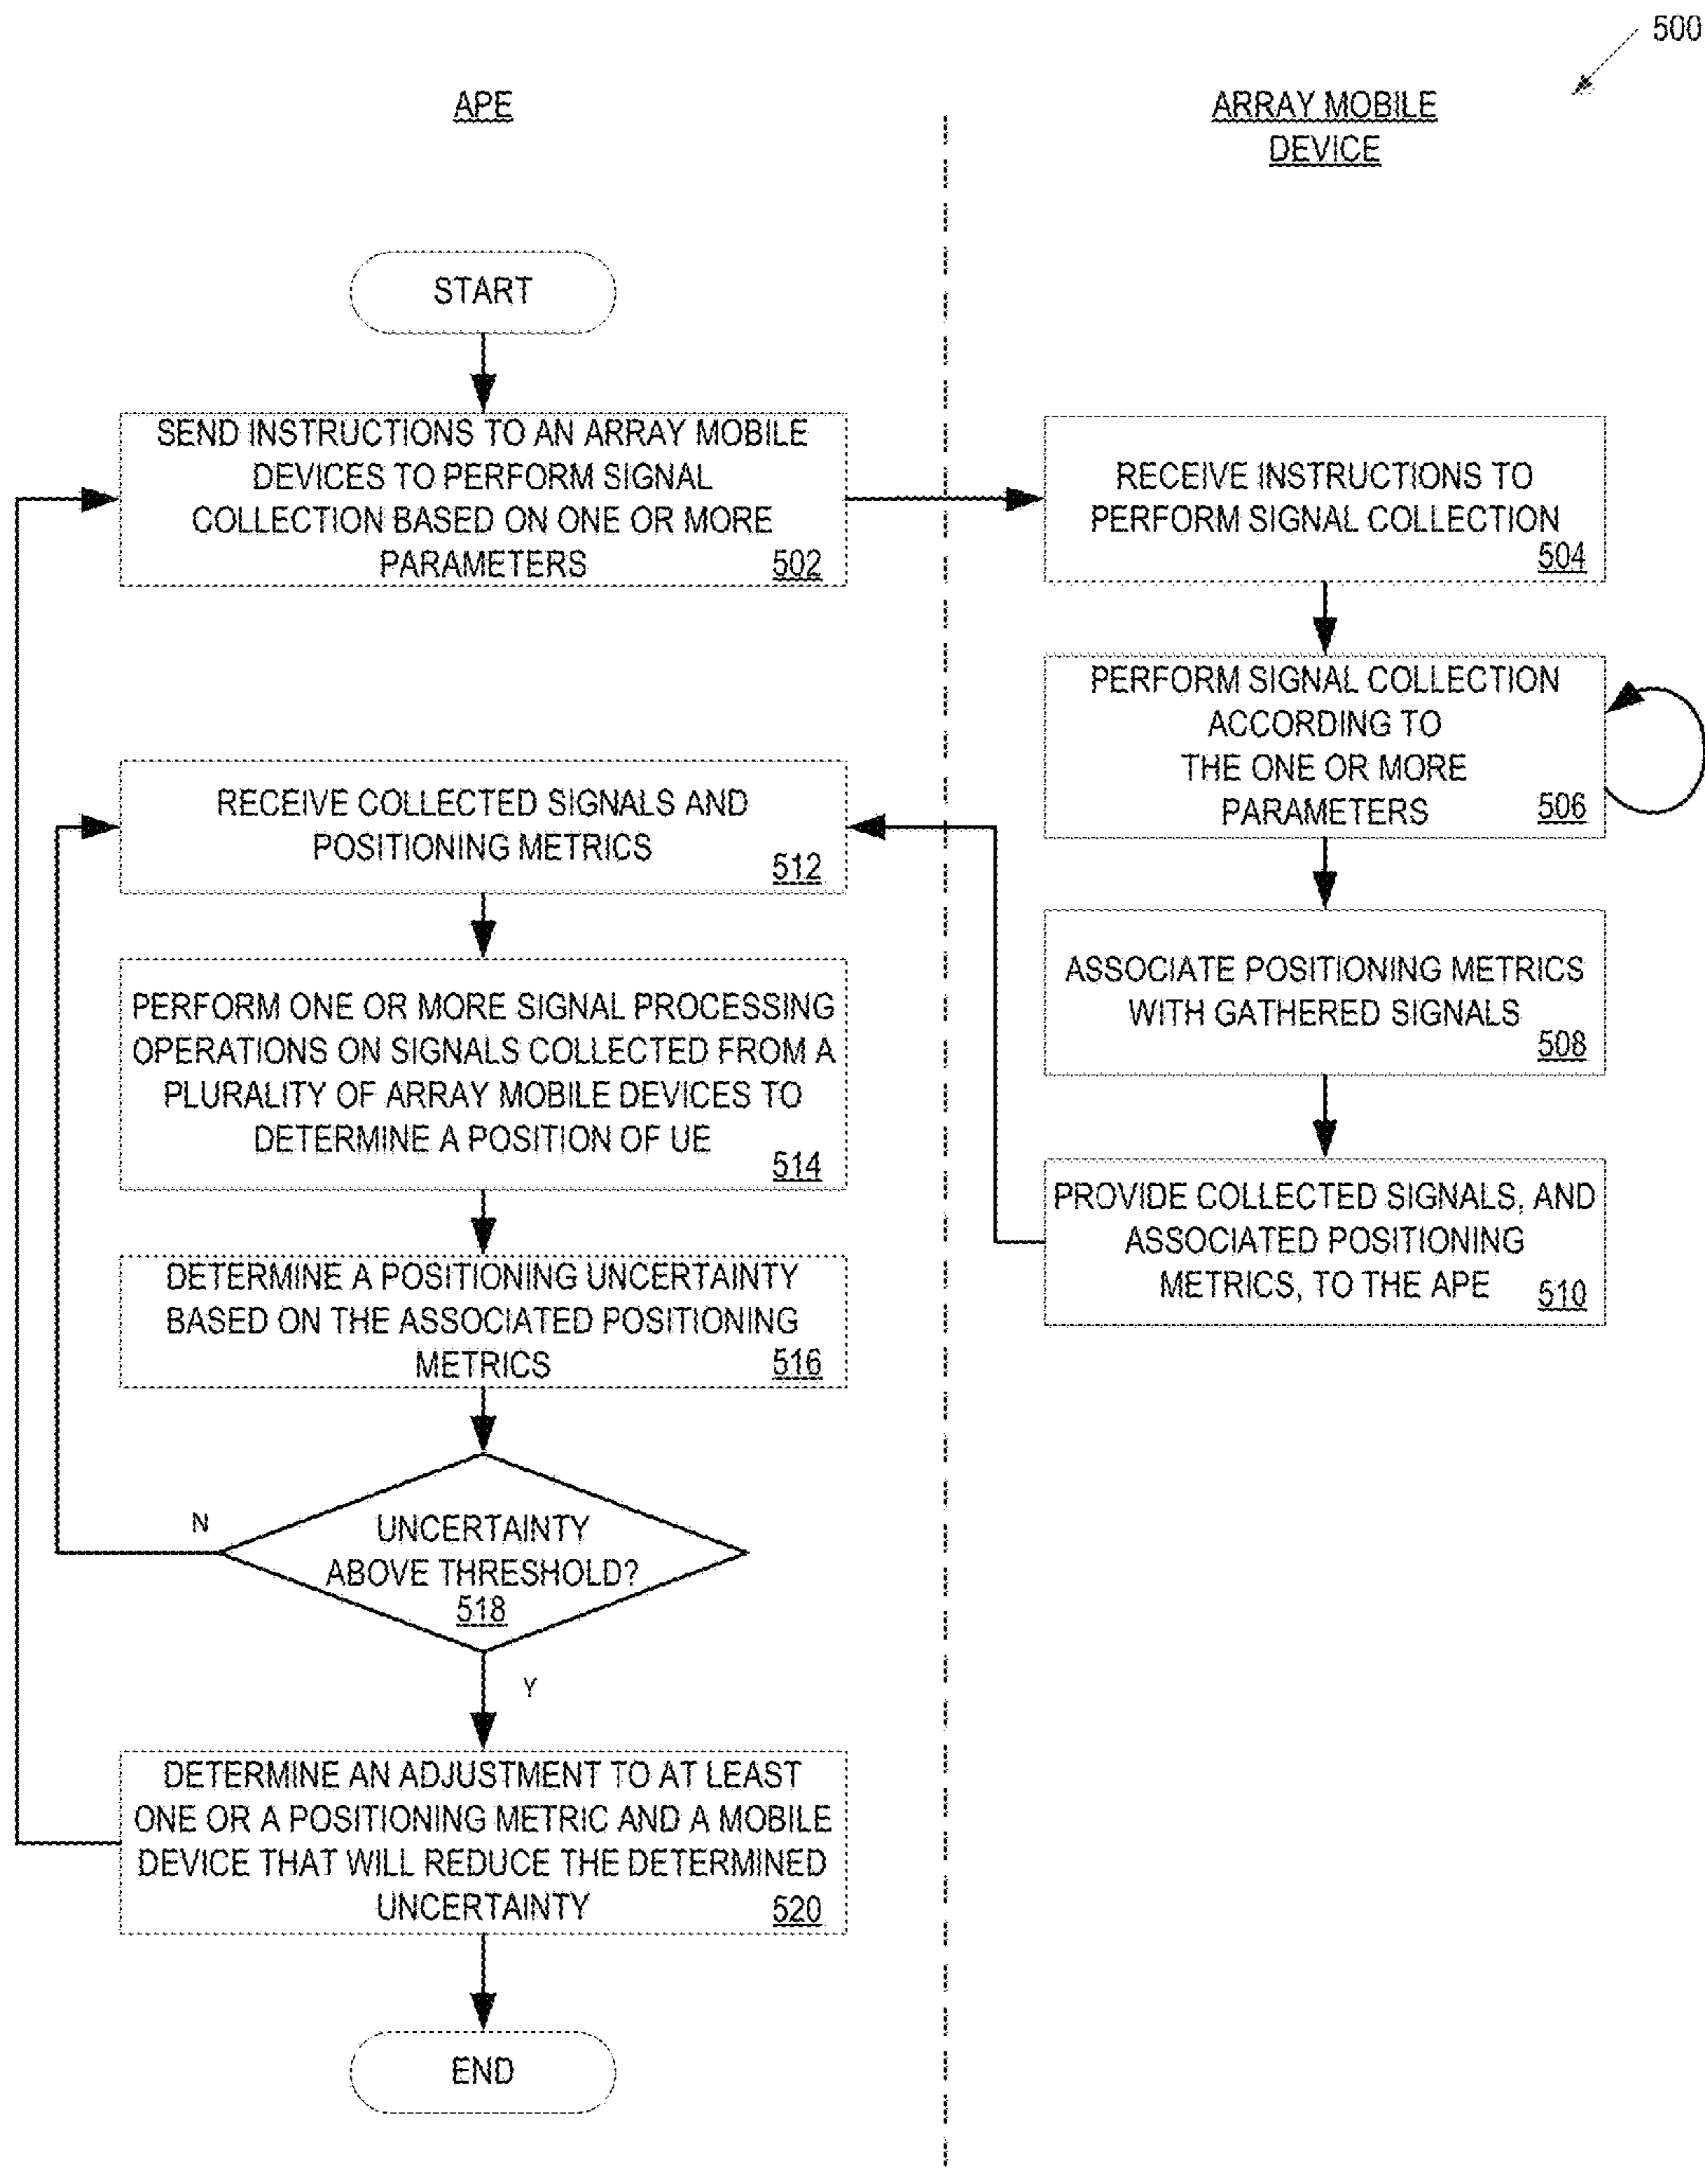 500
APE
ARRAY MOBILE
DEVICE
START
SEND INSTRUCTIONS TO AN ARRAY MOBILE
DEVICES TO PERFORM SIGNAL
COLLECTION BASED ON ONE OR MORE
PARAMETERS
502
RECEIVE INSTRUCTIONS TO
PERFORM SIGNAL COLLECTION
504
PERFORM SIGNAL COLLECTION
ACCORDING TO
THE ONE OR MORE
PARAMETERS
506
ASSOCIATE POSITIONING METRICS
WITH GATHERED SIGNALS
508
PROVIDE COLLECTED SIGNALS, AND
ASSOCIATED POSITIONING
METRICS, TO THE APE
510
RECEIVE COLLECTED SIGNALS AND
POSITIONING METRICS
512
PERFORM ONE OR MORE SIGNAL PROCESSING
OPERATIONS ON SIGNALS COLLECTED FROM A
PLURALITY OF ARRAY MOBILE DEVICES TO
DETERMINE A POSITION OF UE
514
DETERMINE A POSITIONING UNCERTAINTY
BASED ON THE ASSOCIATED POSITIONING
METRICS
516
UNCERTAINTY
ABOVE THRESHOLD?
518
N
Y
DETERMINE AN ADJUSTMENT TO AT LEAST
ONE OR A POSITIONING METRIC AND A MOBILE
DEVICE THAT WILL REDUCE THE DETERMINED
UNCERTAINTY
520
END